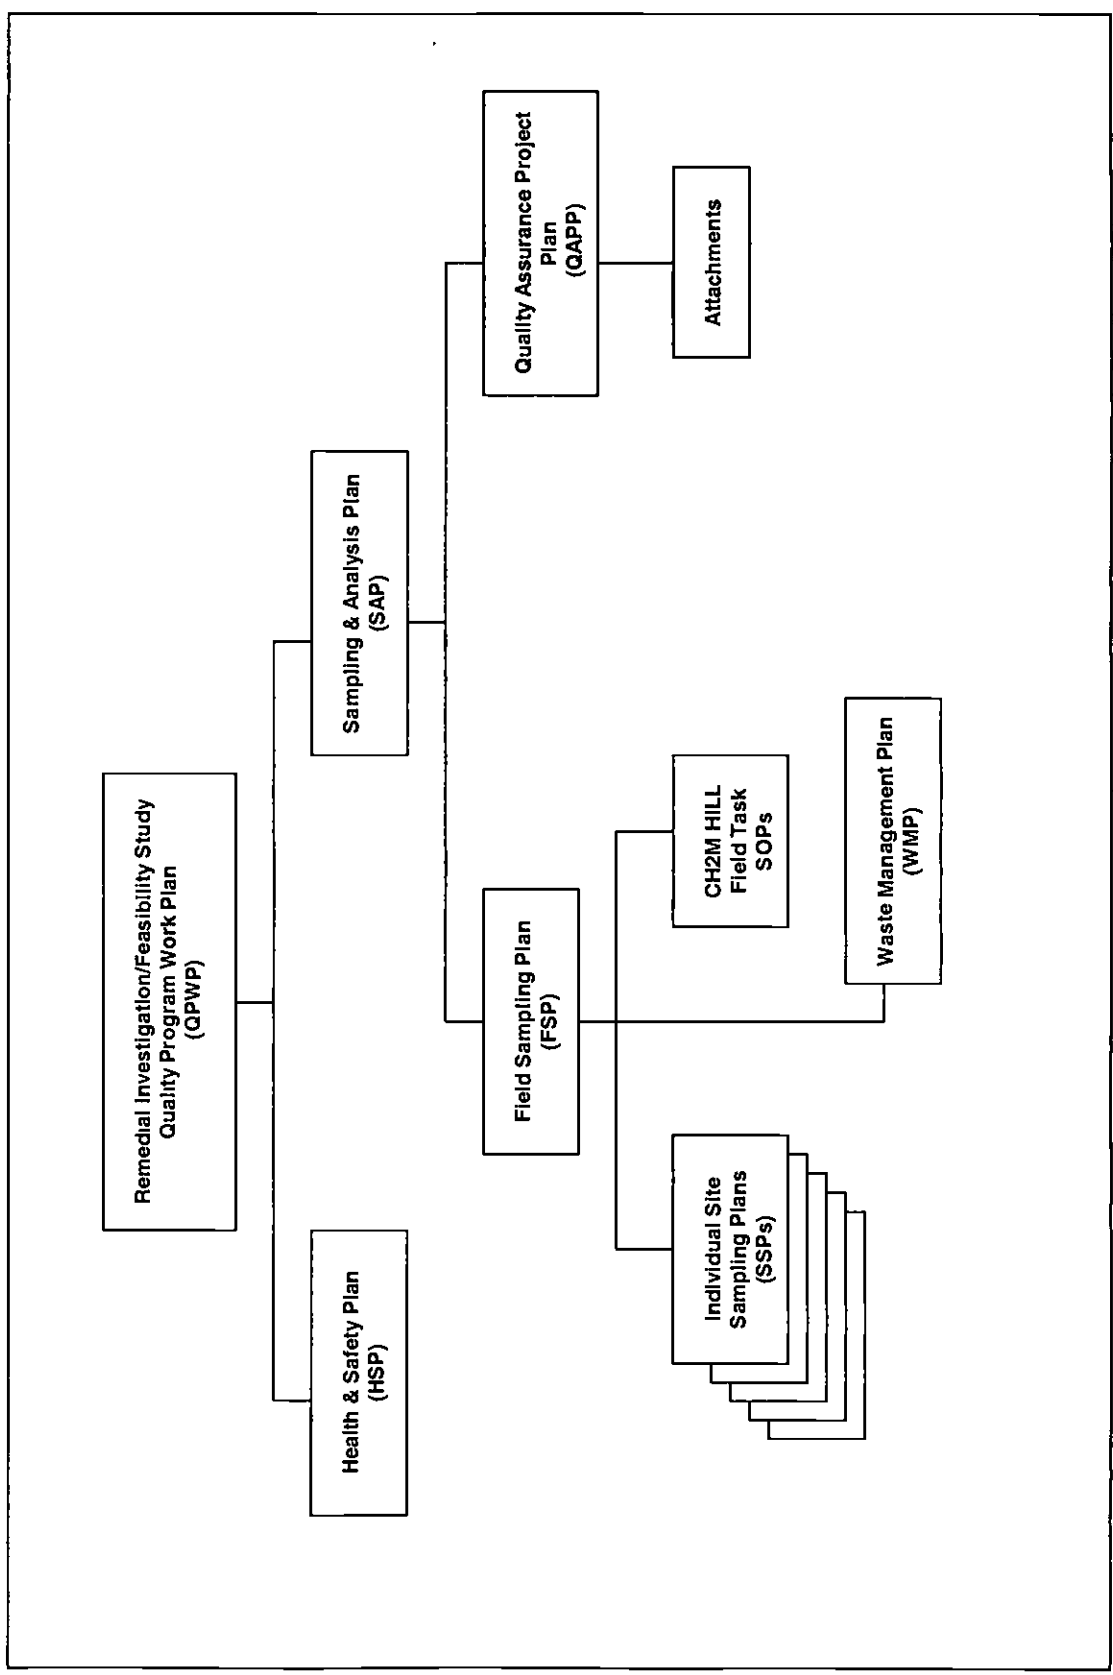 Remedial Investigation/Feasibility Study
Quality Program Work Plan
(QPWP)
Health & Safety Plan
(HSP)
Sampling & Analysis Plan
(SAP)
Field Sampling Plan
(FSP)
Quality Assurance Project
Plan
(QAPP)
Individual Site
Sampling Plans
(SSPs)
CH2M HILL
Field Task
SOPs
Attachments
Waste Management Plan
(WMP)